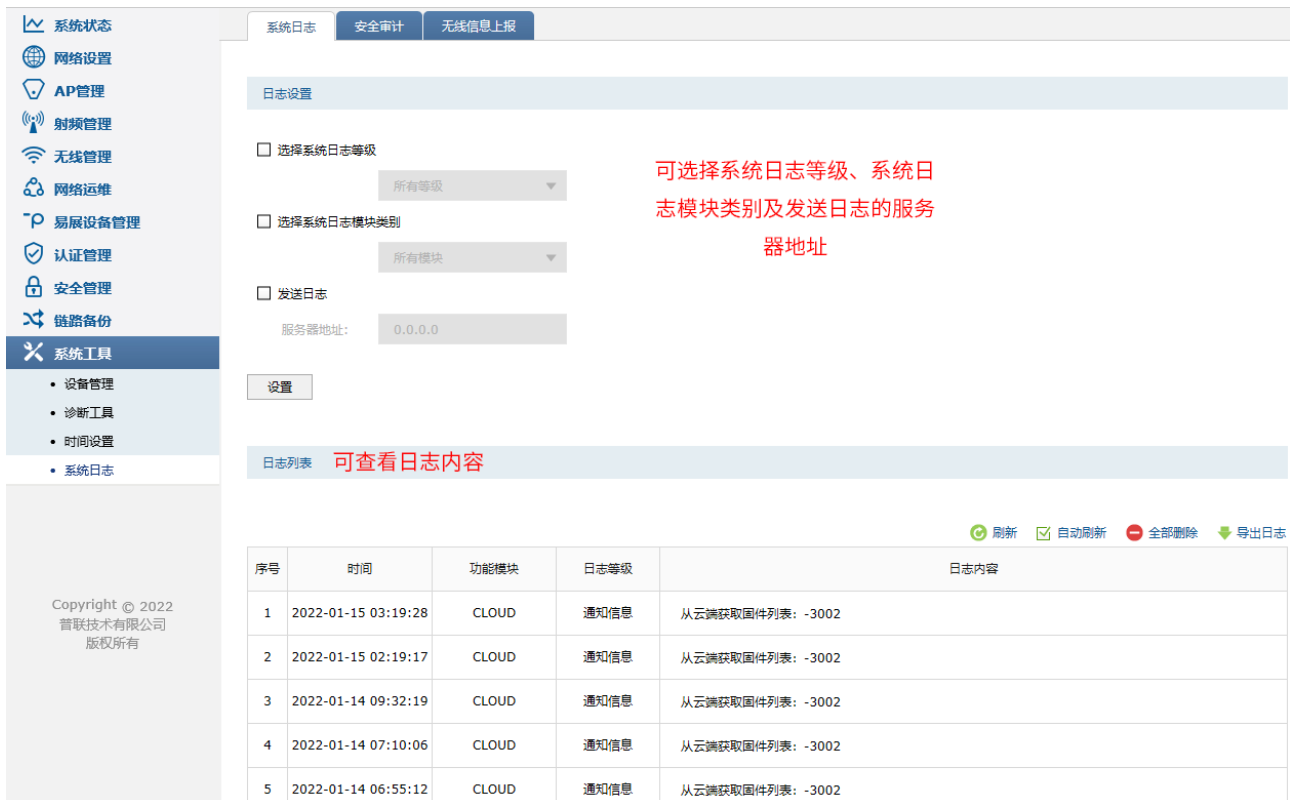 系统状态
网络设置
AP管理
射频管理
无线管理
网络运维
易展设备管理
认证管理
安全管理
链路备份
系统工具
设备管理
诊断工具
时间设置
系统日志
Copyright © 2022
普联技术有限公司
版权所有
系统日志 安全审计 无线信息上报
日志设置
选择系统日志等级
所有等级
选择系统日志模块类别
所有模块
发送日志
服务器地址: 0.0.0.0
设置
可选择系统日志等级、系统日
志模块类别及发送日志的服务
器地址
日志列表 可查看日志内容
刷新 自动刷新 全部删除 导出日志
序号 时间 功能模块 日志等级 日志内容
1 2022-01-15 03:19:28 CLOUD 通知信息 从云端获取固件列表: -3002
2 2022-01-15 02:19:17 CLOUD 通知信息 从云端获取固件列表: -3002
3 2022-01-14 09:32:19 CLOUD 通知信息 从云端获取固件列表: -3002
4 2022-01-14 07:10:06 CLOUD 通知信息 从云端获取固件列表: -3002
5 2022-01-14 06:55:12 CLOUD 通知信息 从云端获取固件列表: -3002